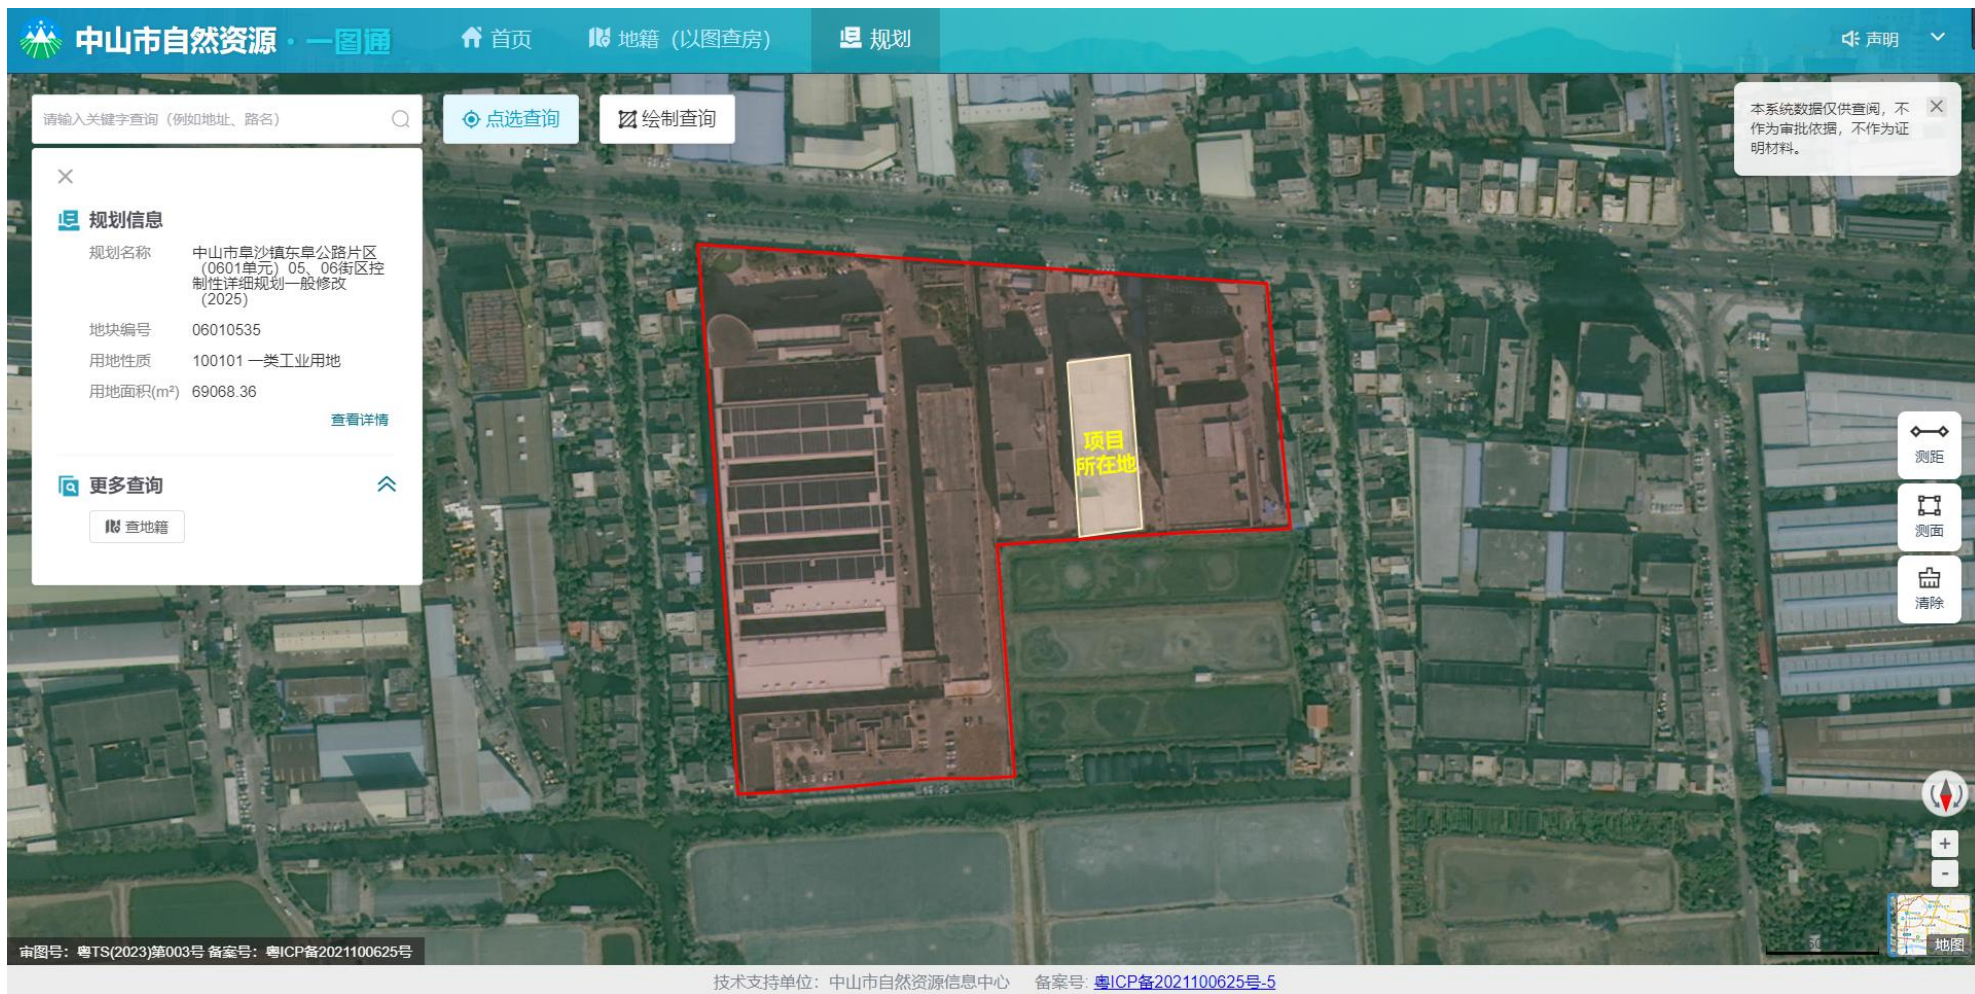 中山市自然资源·一图通
首页
地籍（以图查房）
规划
声明
请输入关键字查询（例如地址、路名）
点选查询
绘制查询
本系统数据仅供查阅，不
作为审批依据，不作为证
明材料。
规划信息
规划名称
中山市阜沙镇东阜公路片区
（0601单元）05、06街区控
制性详细规划一般修改
（2025）
地块编号 06010535
用地性质 100101 一类工业用地
用地面积(m²) 69068.36
查看详情
更多查询
查地籍
项目
所在地
测距
测面
清除
+
-
地图
审图号：粤TS(2023)第003号 备案号：粤ICP备2021100625号
技术支持单位：中山市自然资源信息中心 备案号: 粤ICP备2021100625号-5